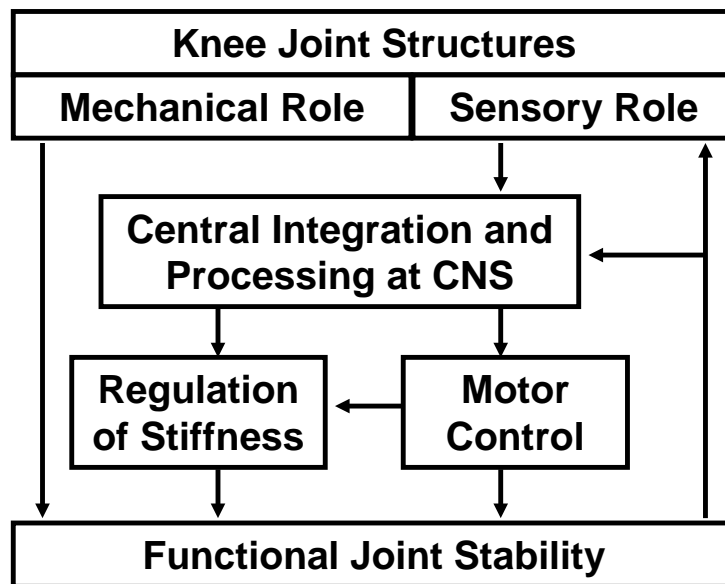 Knee Joint Structures
Mechanical Role
Sensory Role
Central Integration and
Processing at CNS
Regulation
of Stiffness
Motor
Control
Functional Joint Stability